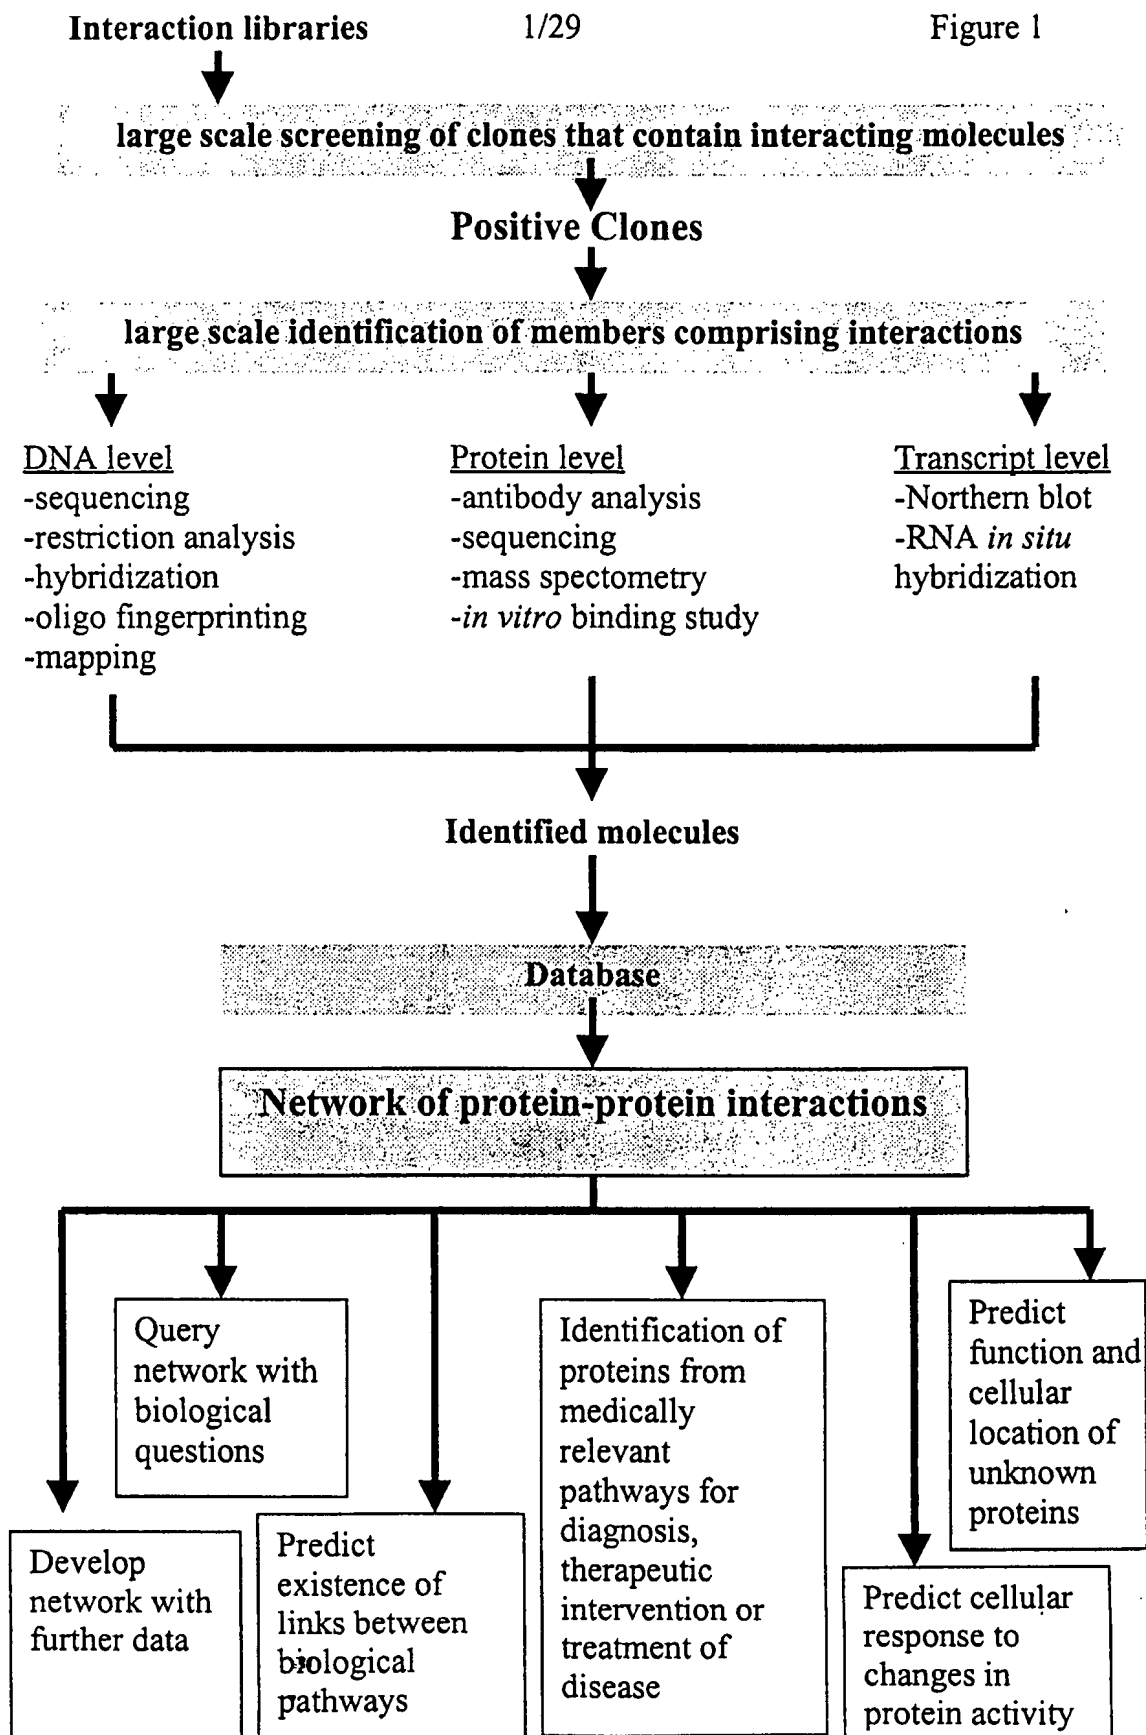 Interaction libraries 1/29 Figure 1
large scale screening of clones that contain interacting molecules
Positive Clones
large scale identification of members comprising interactions
DNA level
-sequencing
-restriction analysis
-hybridization
-oligo fingerprinting
-mapping
Protein level
-antibody analysis
-sequencing
-mass spectometry
-in vitro binding study
Transcript level
-Northern blot
-RNA in situ
hybridization
Identified molecules
Database
Network of protein-protein interactions
Develop
network with
further data
Query
network with
biological
questions
Predict
existence of
links between
biological
pathways
Identification of
proteins from
medically
relevant
pathways for
diagnosis,
therapeutic
intervention or
treatment of
disease
Predict cellular
response to
changes in
protein activity
Predict
function and
cellular
location of
unknown
proteins